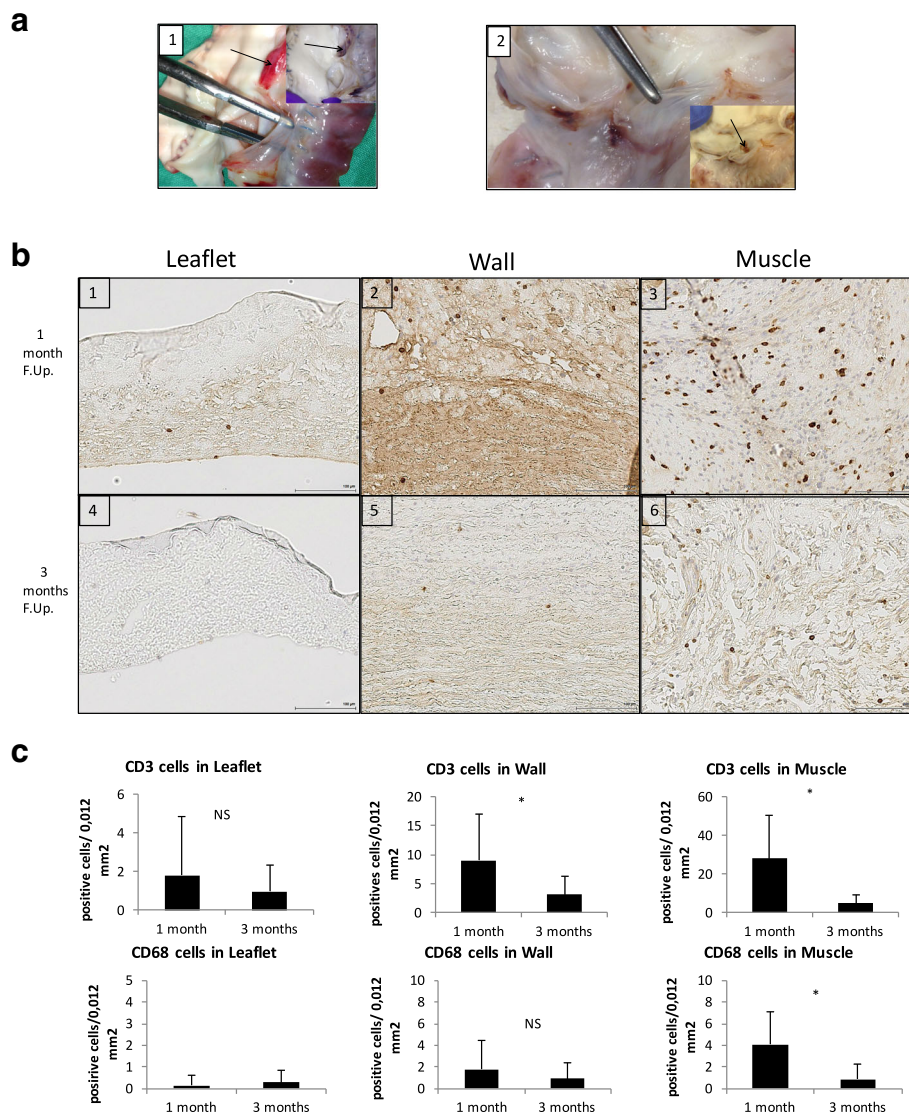 a
1
2
b
Leaflet
Wall
Muscle
1
month
F.Up.
1
2
3
3
months
F.Up.
4
5
6
100 µm
100 µm
c
CD3 cells in Leaflet
positive cells/ 0,012
mm2
6
4
2
0
NS
1 month
3 months
CD3 cells in Wall
positives cells/0,012
mm2
20
15
10
5
0
*
1 month
3 months
CD3 cells in Muscle
positive cells/ 0,012
mm2
60
40
20
0
*
1 month
3 months
CD68 cells in Leaflet
posirive cells/0,012
mm2
5
4
3
2
1
0
1 month
3 months
CD68 cells in Wall
positive cells/ 0,012
mm2
10
8
6
4
2
0
NS
1 month
3 months
CD68 cells in Muscle
positive cells/ 0,012
mm2
10
8
6
4
2
0
*
1 month
3 months